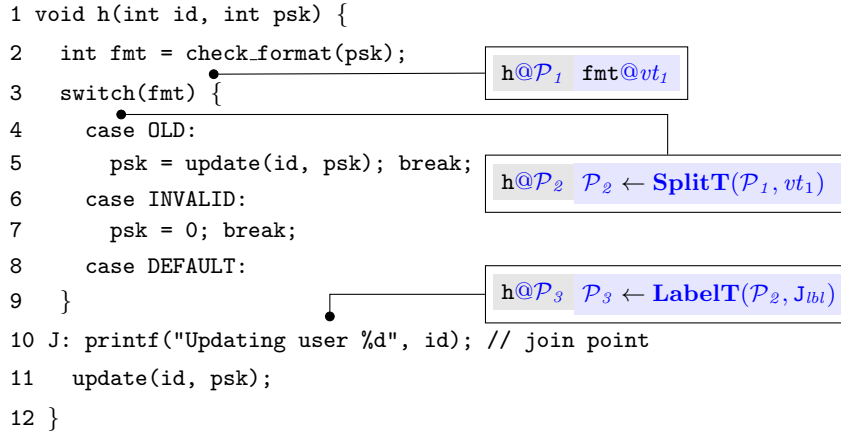 1 void h(int id, int psk) {
2 int fmt = check_format(psk);
h@𝒫₁ fmt@vt₁
3 switch(fmt) {
4 case OLD:
5 psk = update(id, psk); break;
h@𝒫₂ 𝒫₂ ← SplitT(𝒫₁, vt₁)
6 case INVALID:
7 psk = 0; break;
8 case DEFAULT:
h@𝒫₃ 𝒫₃ ← LabelT(𝒫₂, J_lbl)
9 }
10 J: printf("Updating user %d", id); // join point
11 update(id, psk);
12 }